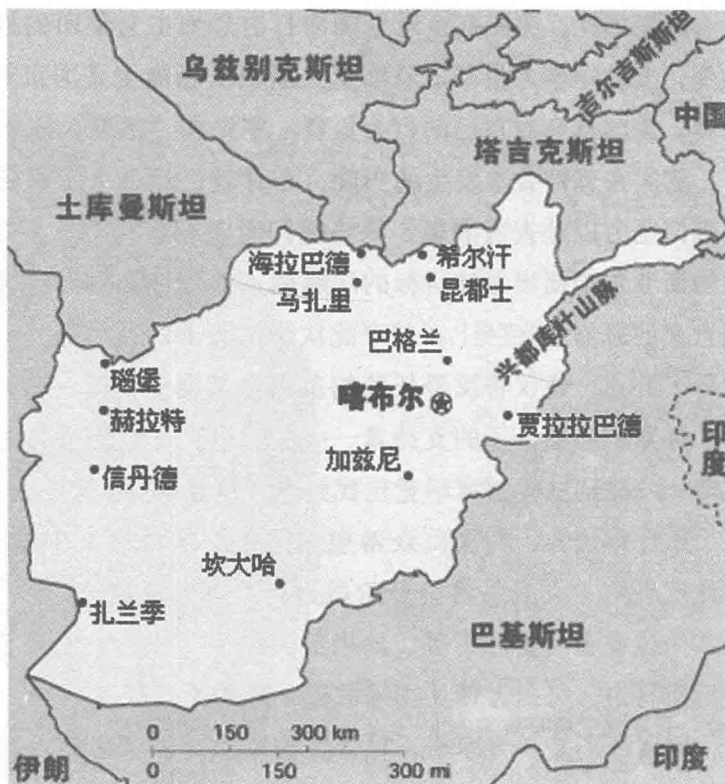 乌兹别克斯坦
吉尔吉斯斯坦
中国
塔吉克斯坦
土库曼斯坦
海拉巴德
希尔汗
马扎里
昆都士
兴都库什山脉
巴格兰
瑙堡
喀布尔
赫拉特
贾拉拉巴德
印度
加兹尼
信丹德
坎大哈
扎兰季
巴基斯坦
0 150 300 km
0 150 300 mi
伊朗
印度